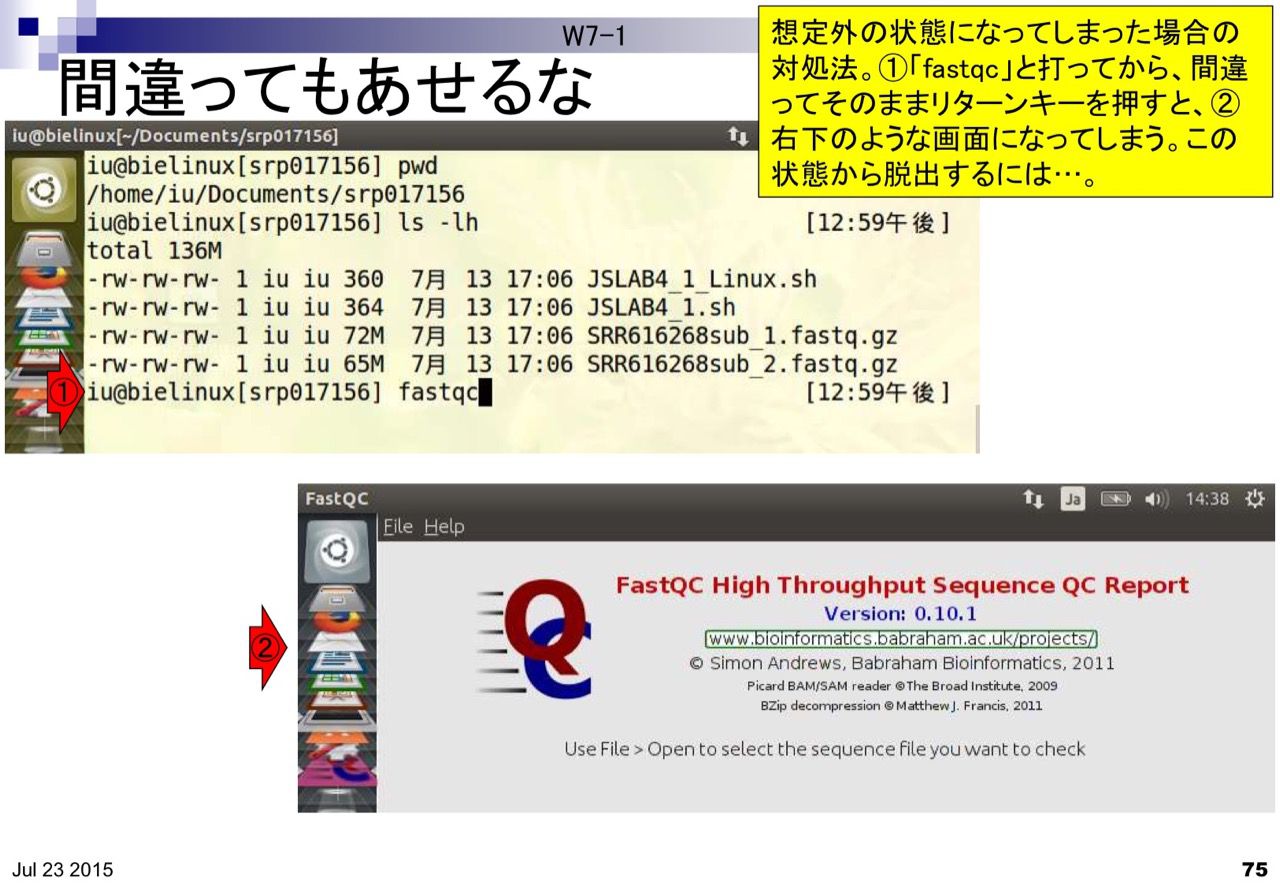 W7-1
間違ってもあせるな
想定外の状態になってしまった場合の
対処法。①「fastqc」と打ってから、間違
ってそのままリターンキーを押すと、②
右下のような画面になってしまう。この
状態から脱出するには…。
iu@bielinux[~/Documents/srp017156]
iu@bielinux[srp017156] pwd
/home/iu/Documents/srp017156
iu@bielinux[srp017156] ls -lh [12:59午後]
total 136M
-rw-rw-rw- 1 iu iu 360 7月 13 17:06 JSLAB4_1_Linux.sh
-rw-rw-rw- 1 iu iu 364 7月 13 17:06 JSLAB4_1.sh
-rw-rw-rw- 1 iu iu 72M 7月 13 17:06 SRR616268sub_1.fastq.gz
-rw-rw-rw- 1 iu iu 65M 7月 13 17:06 SRR616268sub_2.fastq.gz
① iu@bielinux[srp017156] fastqc [12:59午後]
FastQC Ja 14:38
File Help
FastQC High Throughput Sequence QC Report
Version: 0.10.1
www.bioinformatics.babraham.ac.uk/projects/
© Simon Andrews, Babraham Bioinformatics, 2011
Picard BAM/SAM reader ©The Broad Institute, 2009
BZip decompression ©Matthew J. Francis, 2011
Use File > Open to select the sequence file you want to check
QC
②
Jul 23 2015
75